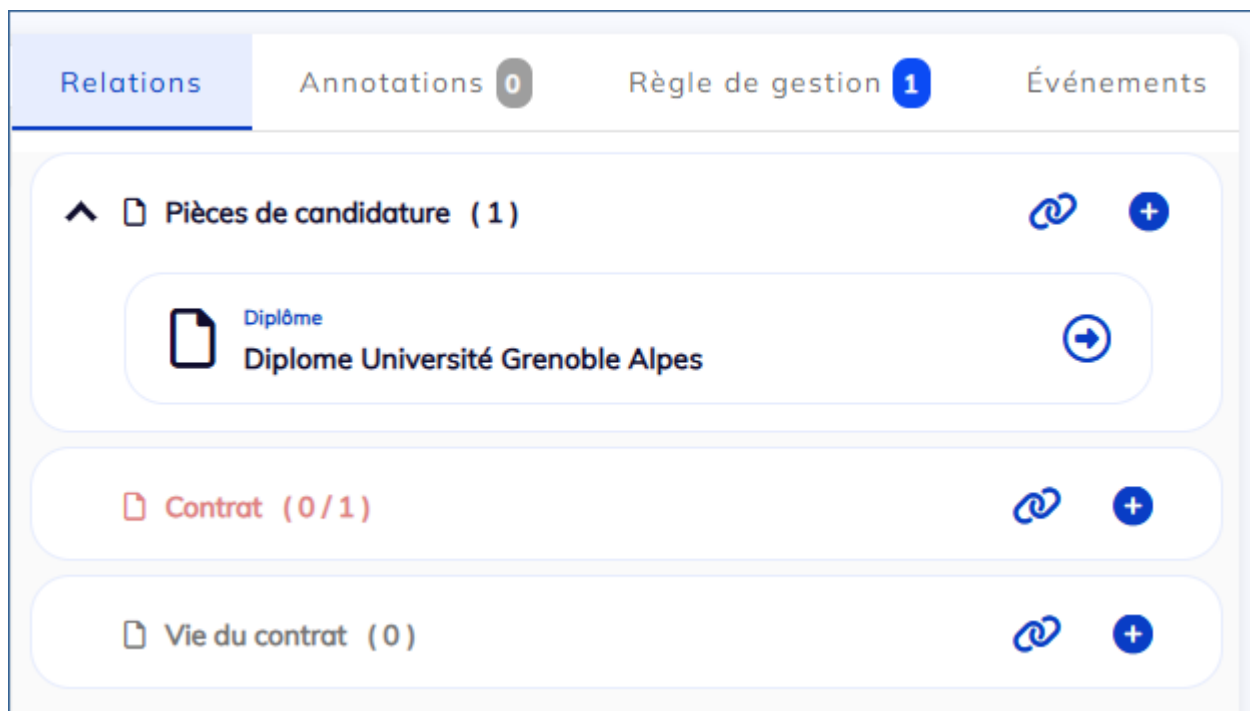 Relations Annotations 0 Règle de gestion 1 Événements
Pièces de candidature ( 1 )
Diplôme
Diplome Université Grenoble Alpes
Contrat ( 0 / 1 )
Vie du contrat ( 0 )